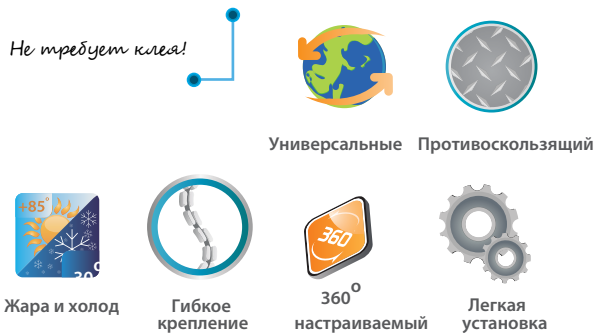 Не требует клея!
Универсальные Противоскользящий
+85°
30°
360
Жара и холод
Гибкое
крепление
360°
настраиваемый
Легкая
установка